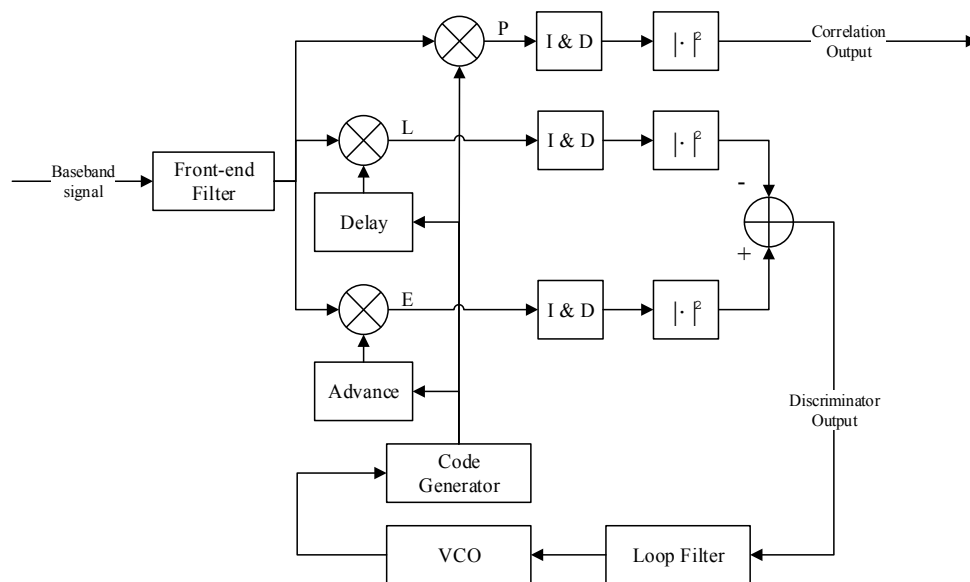 P
I & D
|·|²
Correlation
Output
L
I & D
|·|²
Baseband
signal
Front-end
Filter
-
Delay
+
E
I & D
|·|²
Advance
Discriminator
Output
Code
Generator
VCO
Loop Filter